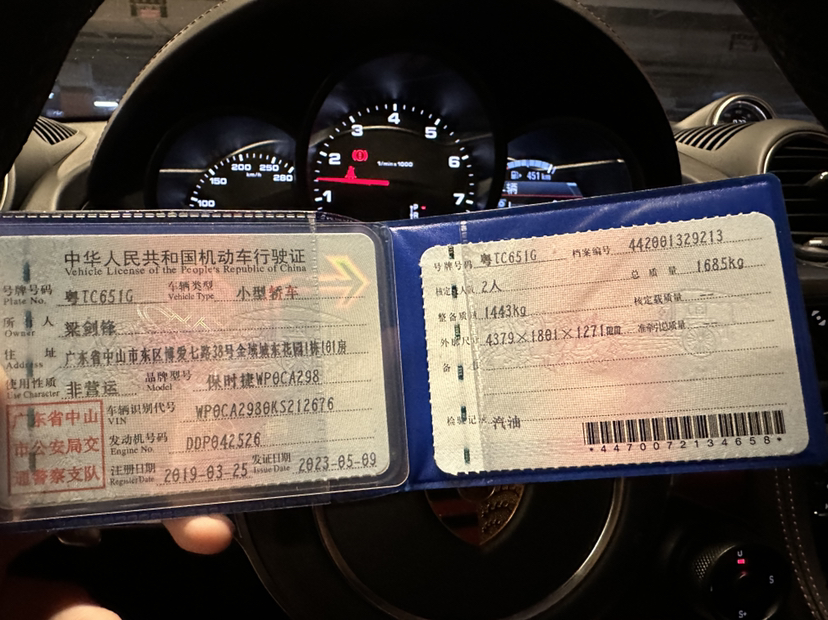 150
200
250
280
100
km/h
1
2
3
4
5
6
7
1/min x 1000
451 km
中华人民共和国机动车行驶证
Vehicle License of the People's Republic of China
号牌号码 粤TC651G 车辆类型 小型轿车
Plate No. Vehicle Type
所 有 人 梁剑锋
Owner
住 址 广东省中山市东区博爱七路38号金瑞城东花园1栋101房
Address
使用性质 非营运 品牌型号 保时捷WP0CA298
Use Character Model
广东省中山
市公安局交
通警察支队
车辆识别代号 WP0CA2980KS212676
VIN
发动机号码 DDP042526
Engine No.
注册日期 2019-03-25 发证日期 2023-05-09
Register Date Issue Date
号牌号码 粤TC651G 档案编号 442001329213
核定 人数 2人 总 质 量 1685kg
整备质量 1443kg 核定载质量 --
外廓尺寸 4379×1801×1271毫米 准牵引总质量 --
备
检验记录 汽油
*4470072134658*
U
S
S+